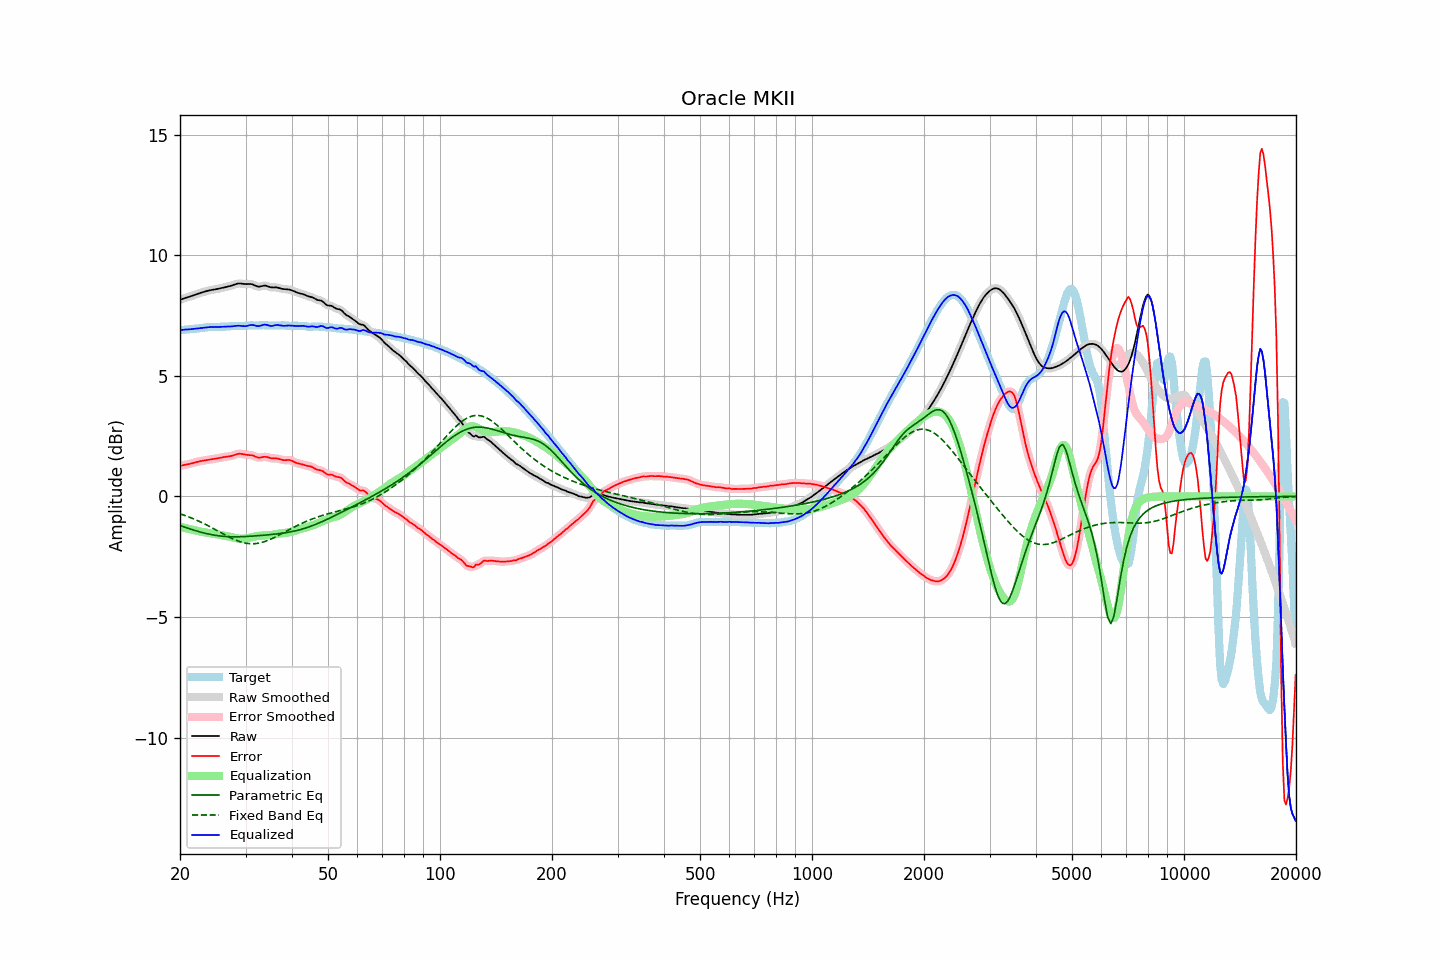 Oracle MKII
15
10
5
0
−5
−10
Amplitude (dBr)
Target
Raw Smoothed
Error Smoothed
Raw
Error
Equalization
Parametric Eq
Fixed Band Eq
Equalized
20
50
100
200
500
1000
2000
5000
10000
20000
Frequency (Hz)